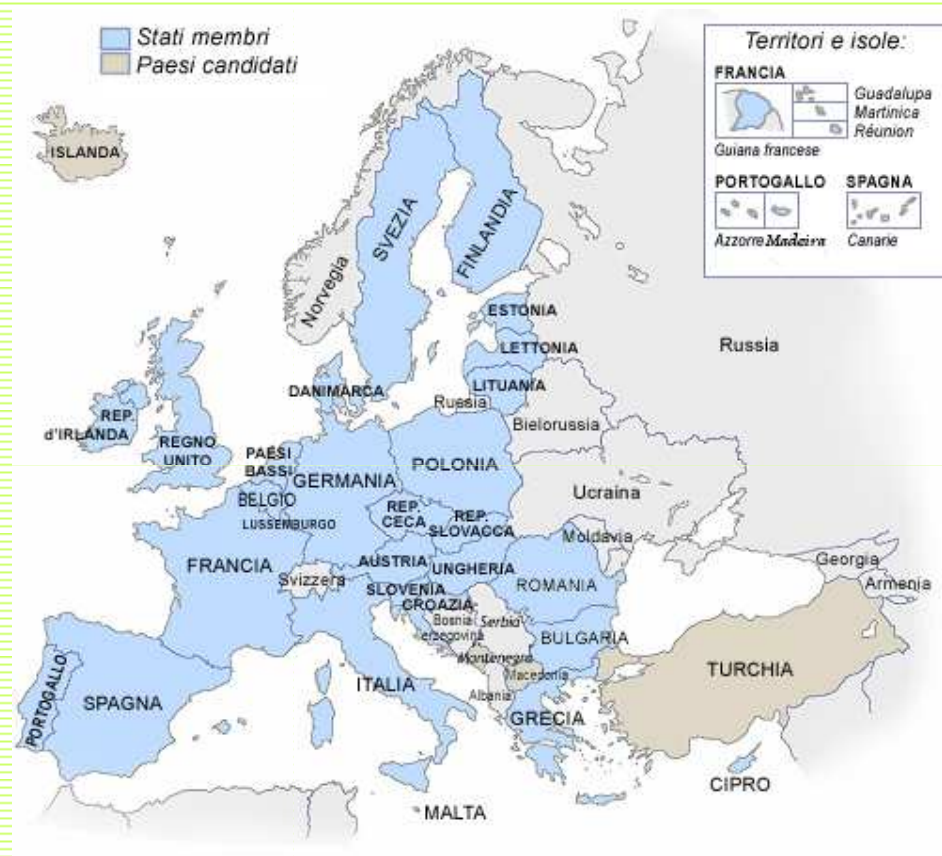 Stati membri
Paesi candidati
Territori e isole:
FRANCIA
Guadalupa
Martinica
Réunion
Guiana francese
PORTOGALLO
SPAGNA
Azzorre
Madeira
Canarie
ISLANDA
SVEZIA
FINLANDIA
Norvegia
ESTONIA
LETTONIA
Russia
DANIMARCA
LITUANIA
Russia
Bielorussia
REP.
d'IRLANDA
REGNO
UNITO
PAESI
BASSI
GERMANIA
POLONIA
BELGIO
Ucraina
LUSSEMBURGO
REP.
CECA
REP.
SLOVACCA
Moldavia
FRANCIA
Svizzera
AUSTRIA
UNGHERIA
ROMANIA
Georgia
Armenia
SLOVENIA
CROAZIA
Bosnia
erzegovina
Serbia
BULGARIA
Montenegro
Macedonia
Albania
ITALIA
TURCHIA
PORTOGALLO
SPAGNA
GRECIA
CIPRO
MALTA